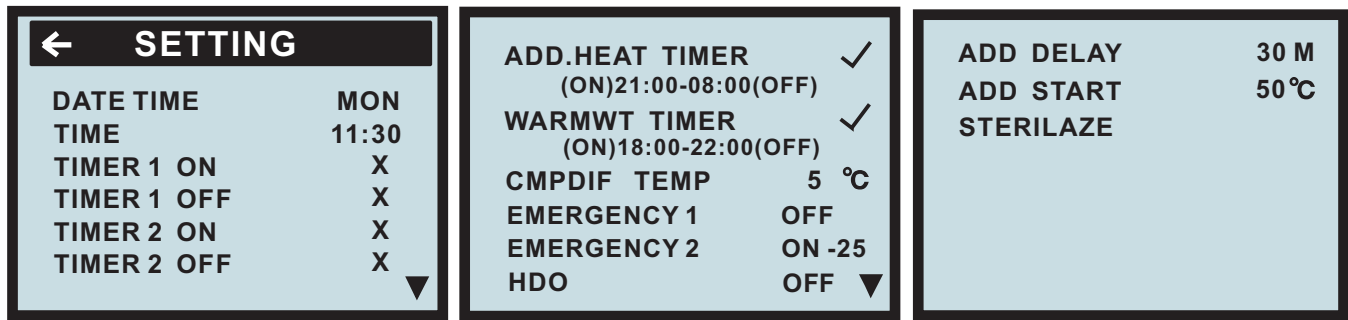 ← SETTING
DATE TIME MON
TIME 11:30
TIMER 1 ON X
TIMER 1 OFF X
TIMER 2 ON X
TIMER 2 OFF X
▼
ADD.HEAT TIMER ✓
(ON)21:00-08:00(OFF)
WARMWT TIMER ✓
(ON)18:00-22:00(OFF)
CMPDIF TEMP 5 ℃
EMERGENCY 1 OFF
EMERGENCY 2 ON -25
HDO OFF ▼
ADD DELAY 30 M
ADD START 50℃
STERILAZE